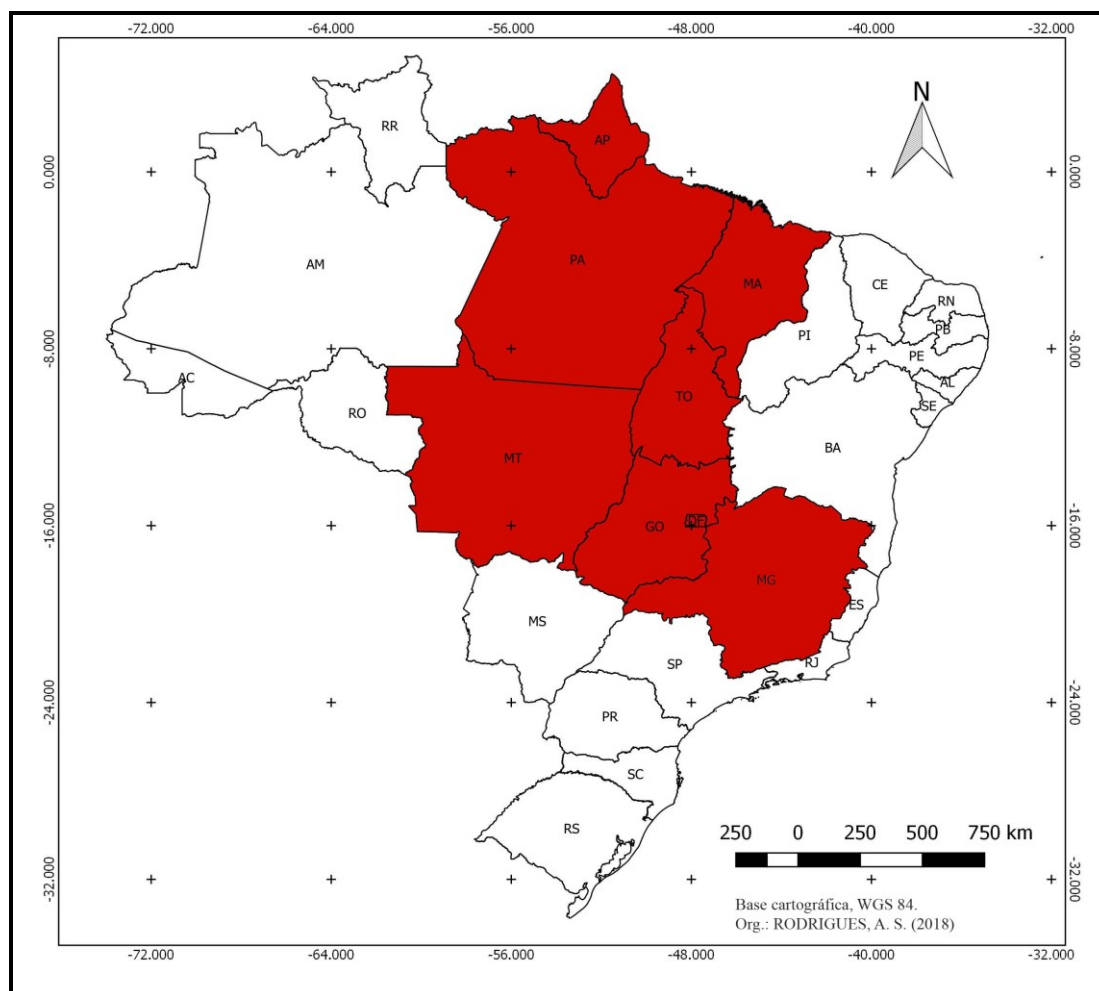 -72.000 -64.000 -56.000 -48.000 -40.000 -32.000
N
RR
AP
0.000 0.000
AM
PA
MA
CE
RN
PB
PI
PE
-8.000 -8.000
AC
TO
AL
SE
RO
BA
MT
-16.000 -16.000
GO
DF
MG
ES
MS
SP
RJ
-24.000 -24.000
PR
SC
RS
250 0 250 500 750 km
-32.000 -32.000
Base cartográfica, WGS 84.
Org.: RODRIGUES, A. S. (2018)
-72.000 -64.000 -56.000 -48.000 -40.000 -32.000